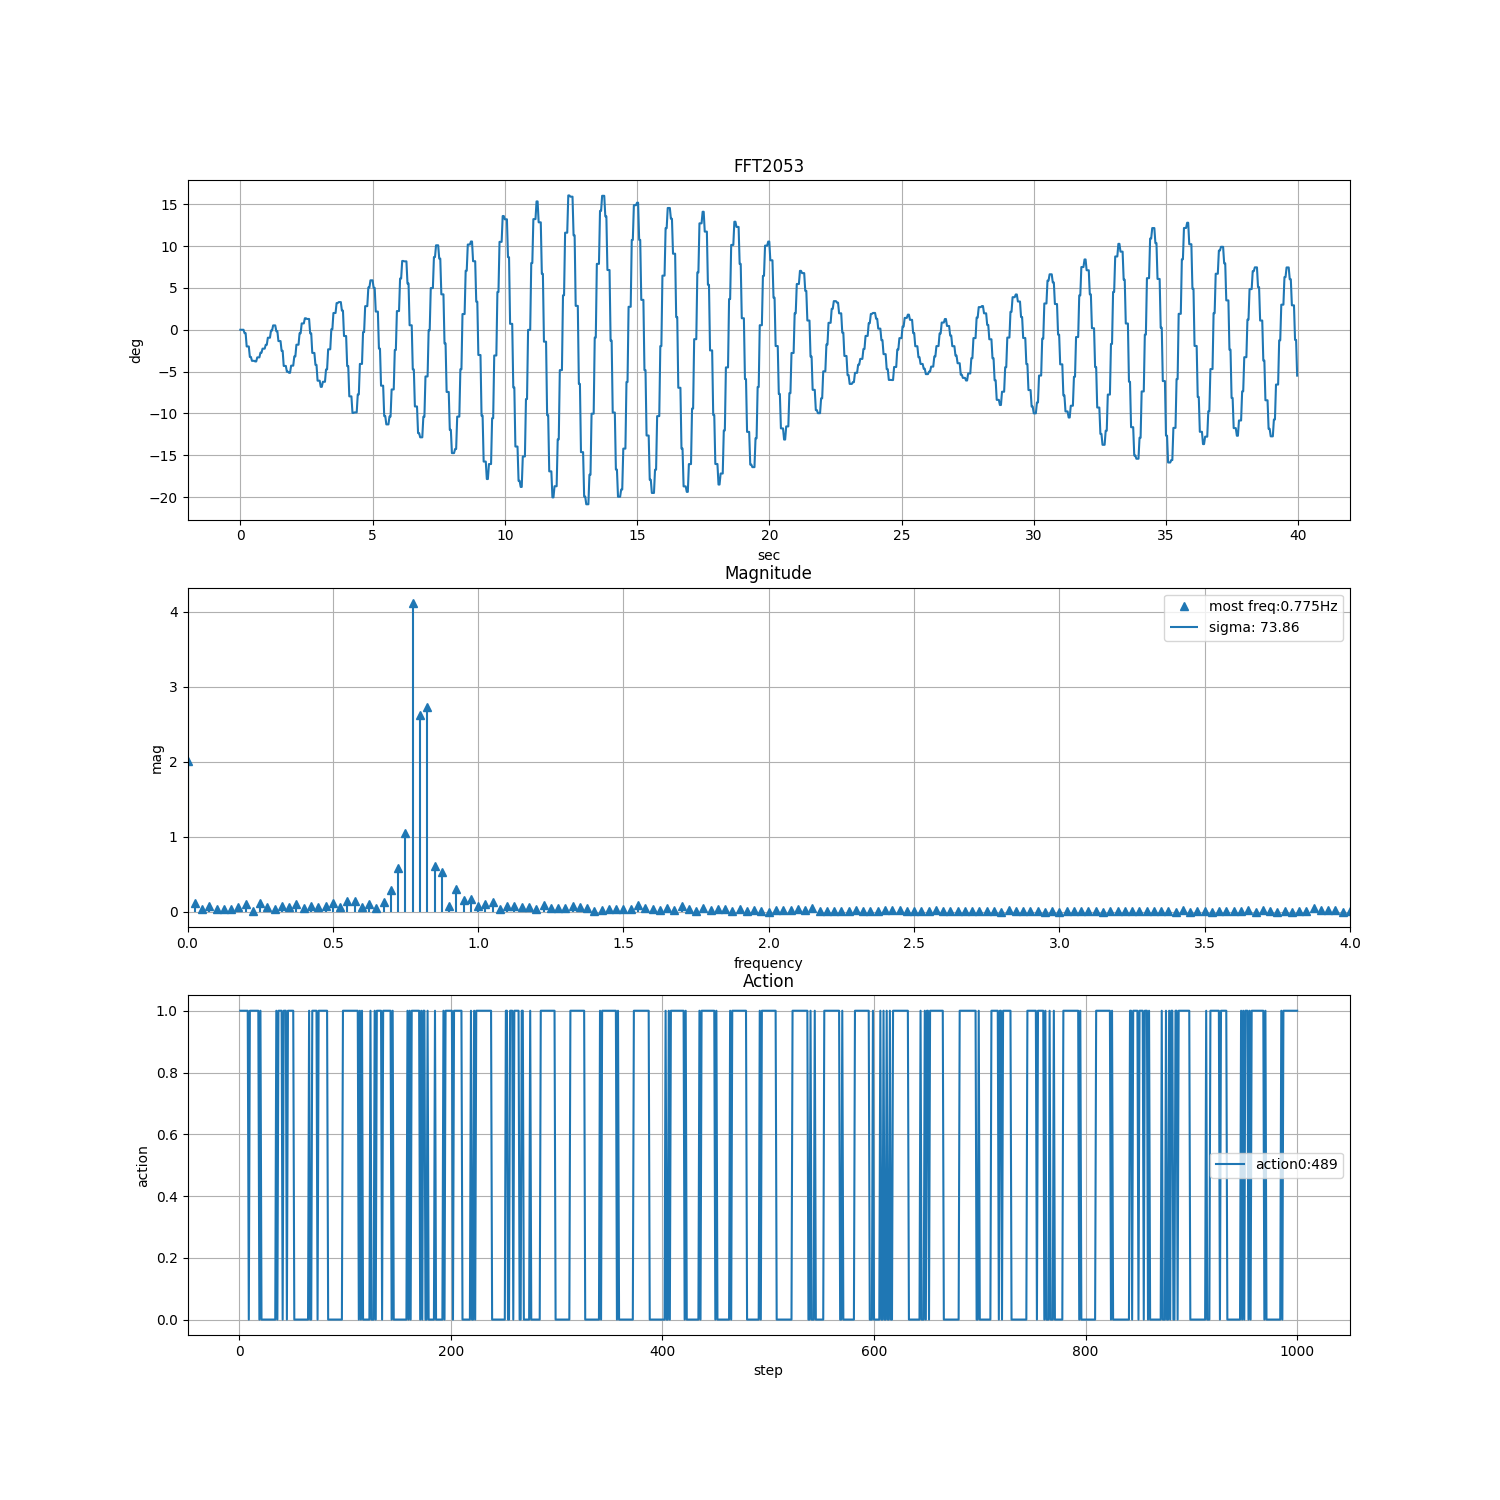 FFT2053
15
10
5
0
−5
−10
−15
−20
deg
0 5 10 15 20 25 30 35 40
sec
Magnitude
4
3
2
1
0
mag
most freq:0.775Hz
sigma: 73.86
0.0 0.5 1.0 1.5 2.0 2.5 3.0 3.5 4.0
frequency
Action
1.0
0.8
0.6
0.4
0.2
0.0
action
action0:489
0 200 400 600 800 1000
step